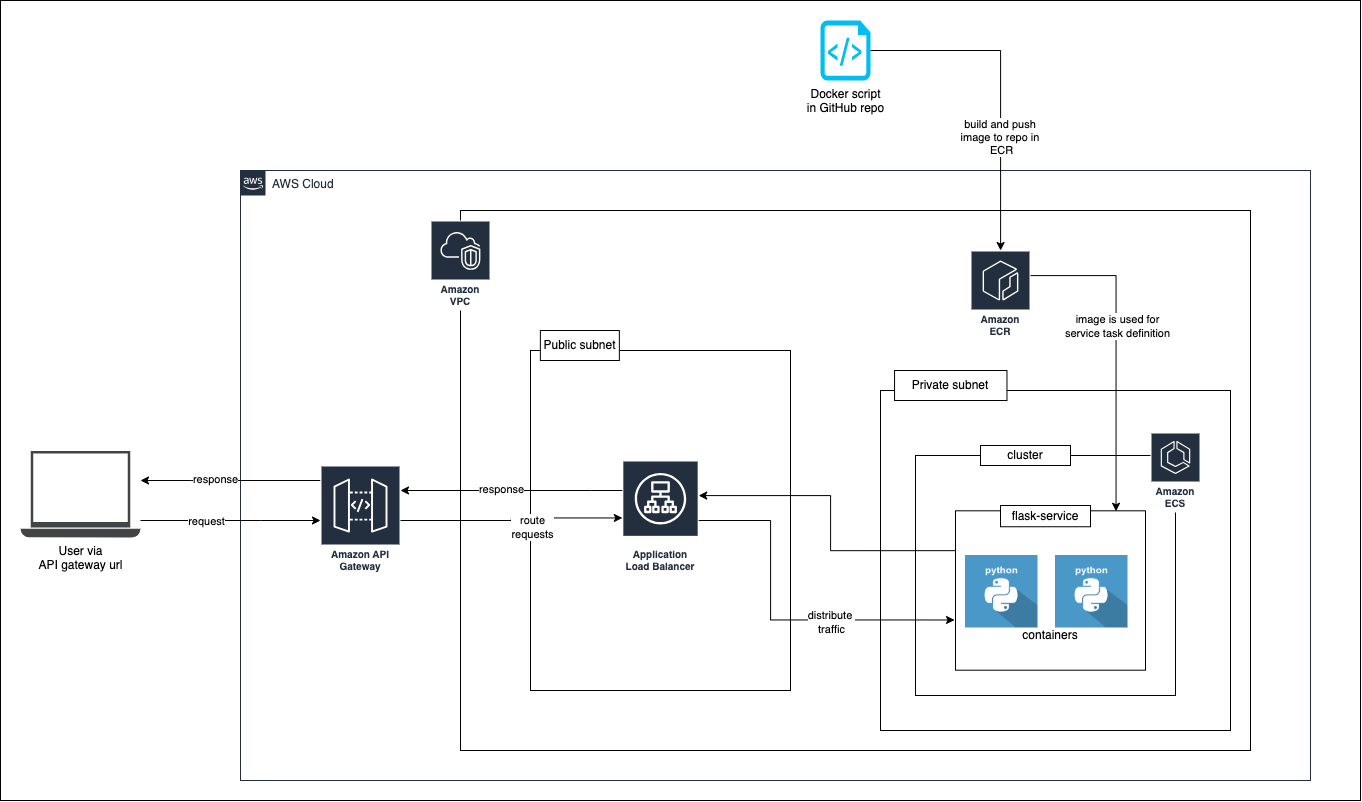 Docker script
in GitHub repo
build and push
image to repo in
ECR
aws
AWS Cloud
Amazon
VPC
Amazon
ECR
image is used for
service task definition
Public subnet
Private subnet
cluster
Amazon
ECS
response
request
User via
API gateway url
Amazon API
Gateway
response
route
requests
Application
Load Balancer
distribute
traffic
flask-service
python
python
containers